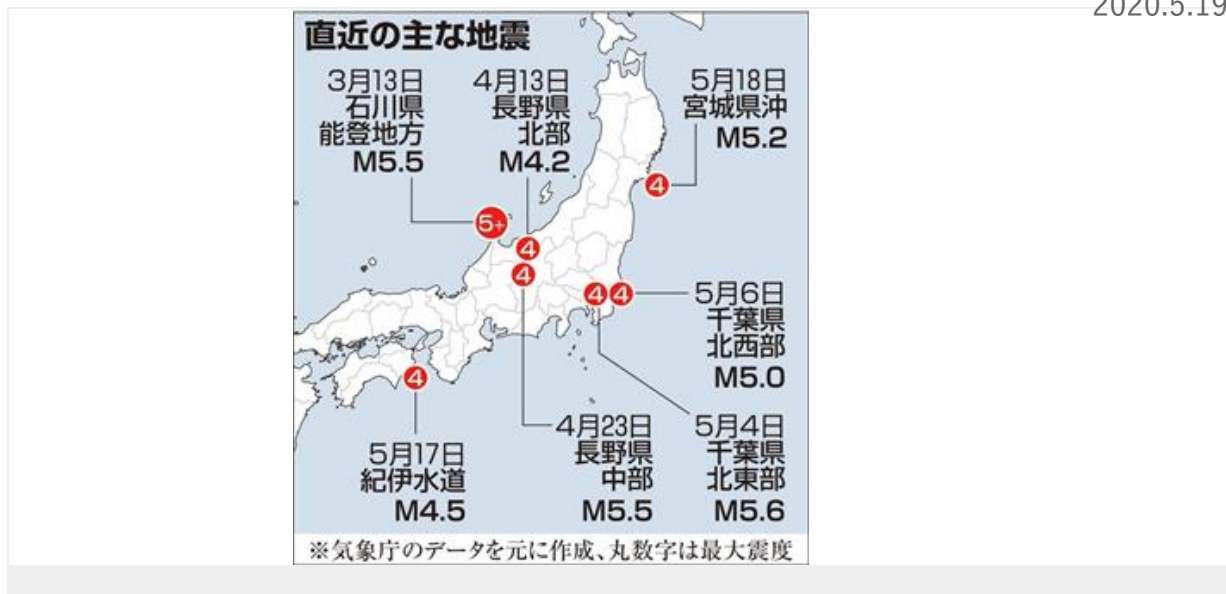 2020.5.19
直近の主な地震
3月13日
石川県
能登地方
M5.5
4月13日
長野県
北部
M4.2
5月18日
宮城県沖
M5.2
4
5+
4
4
4
4
5月6日
千葉県
北西部
M5.0
4
5月17日
紀伊水道
M4.5
4月23日
長野県
中部
M5.5
5月4日
千葉県
北東部
M5.6
※気象庁のデータを元に作成、丸数字は最大震度